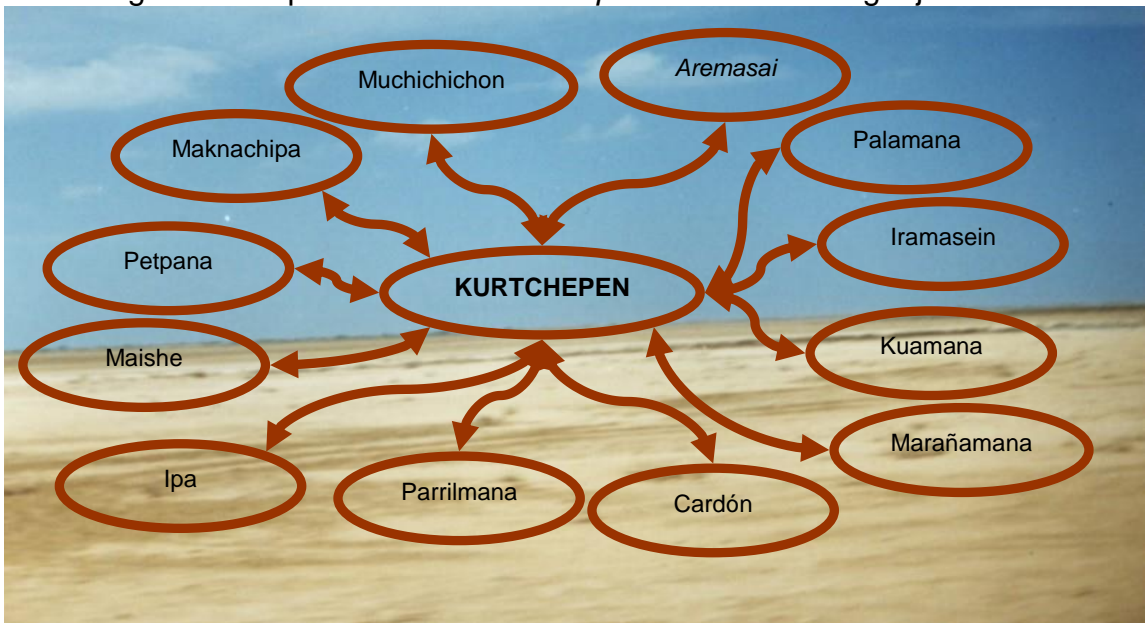 Muchichichon
Aremasai
Maknachipa
Palamana
Petpana
Iramasein
KURTCHEPEN
Maishe
Kuamana
Ipa
Parrilmana
Cardón
Marañamana